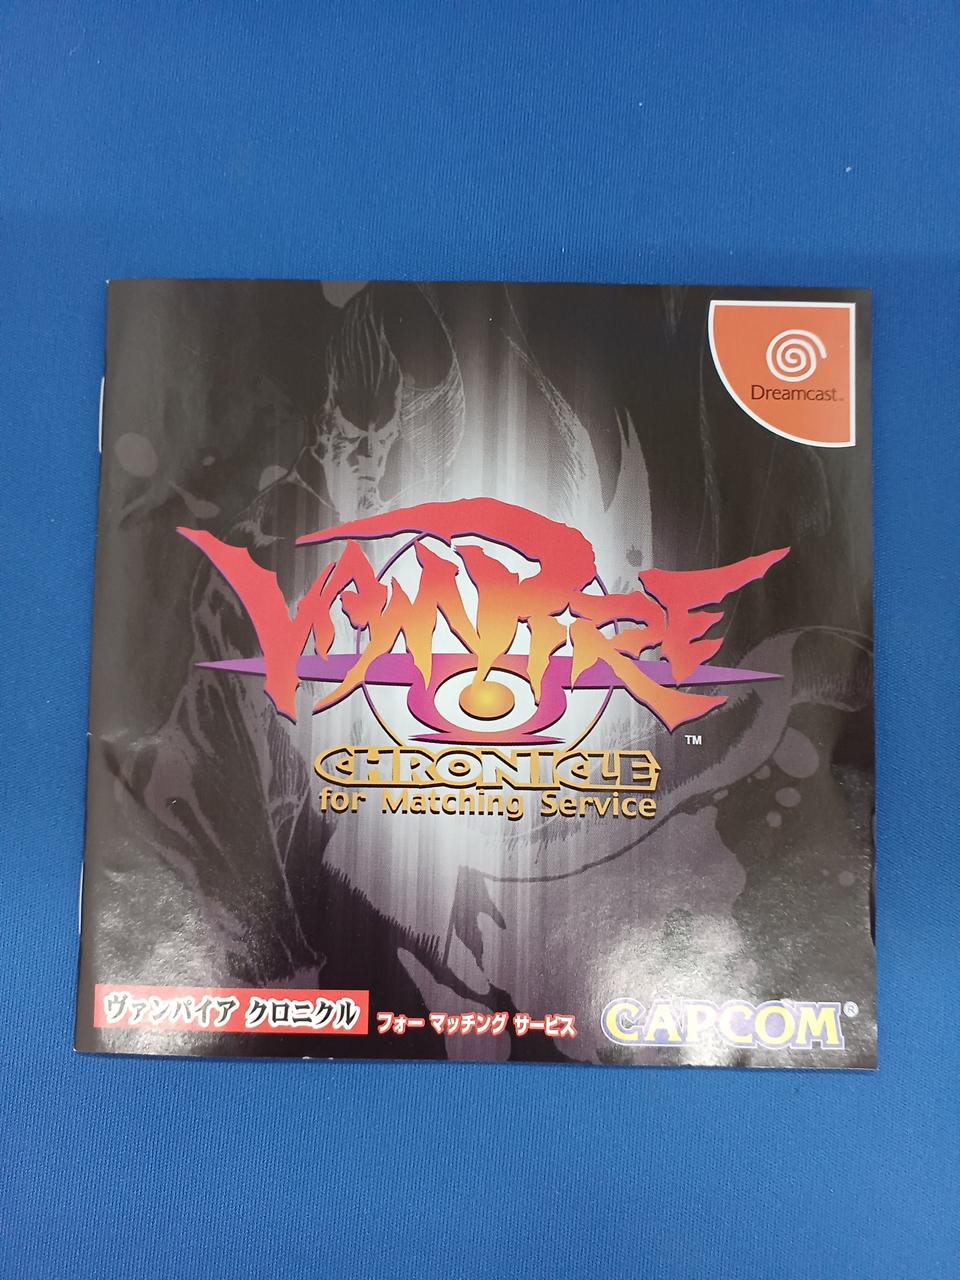 Dreamcast™
VAMPIRE
™
CHRONICLE
for Matching Service
ヴァンパイア クロニクル フォー マッチング サービス
CAPCOM®